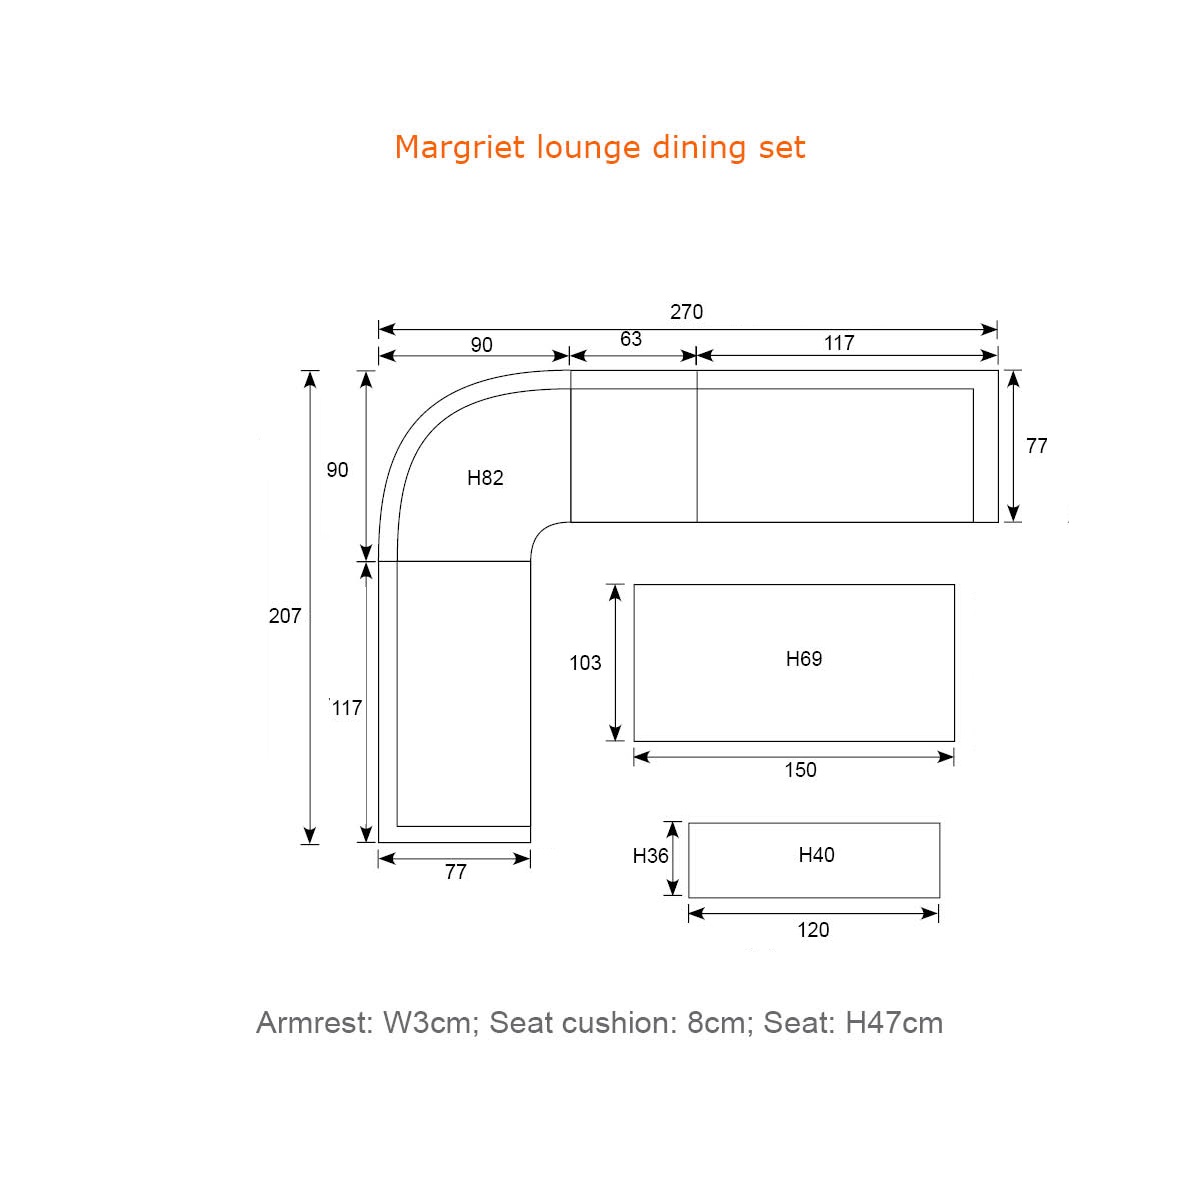 Margriet lounge dining set
270
90 63 117
90
H82
77
207
117
103
H69
150
77
H36
H40
120
Armrest: W3cm; Seat cushion: 8cm; Seat: H47cm